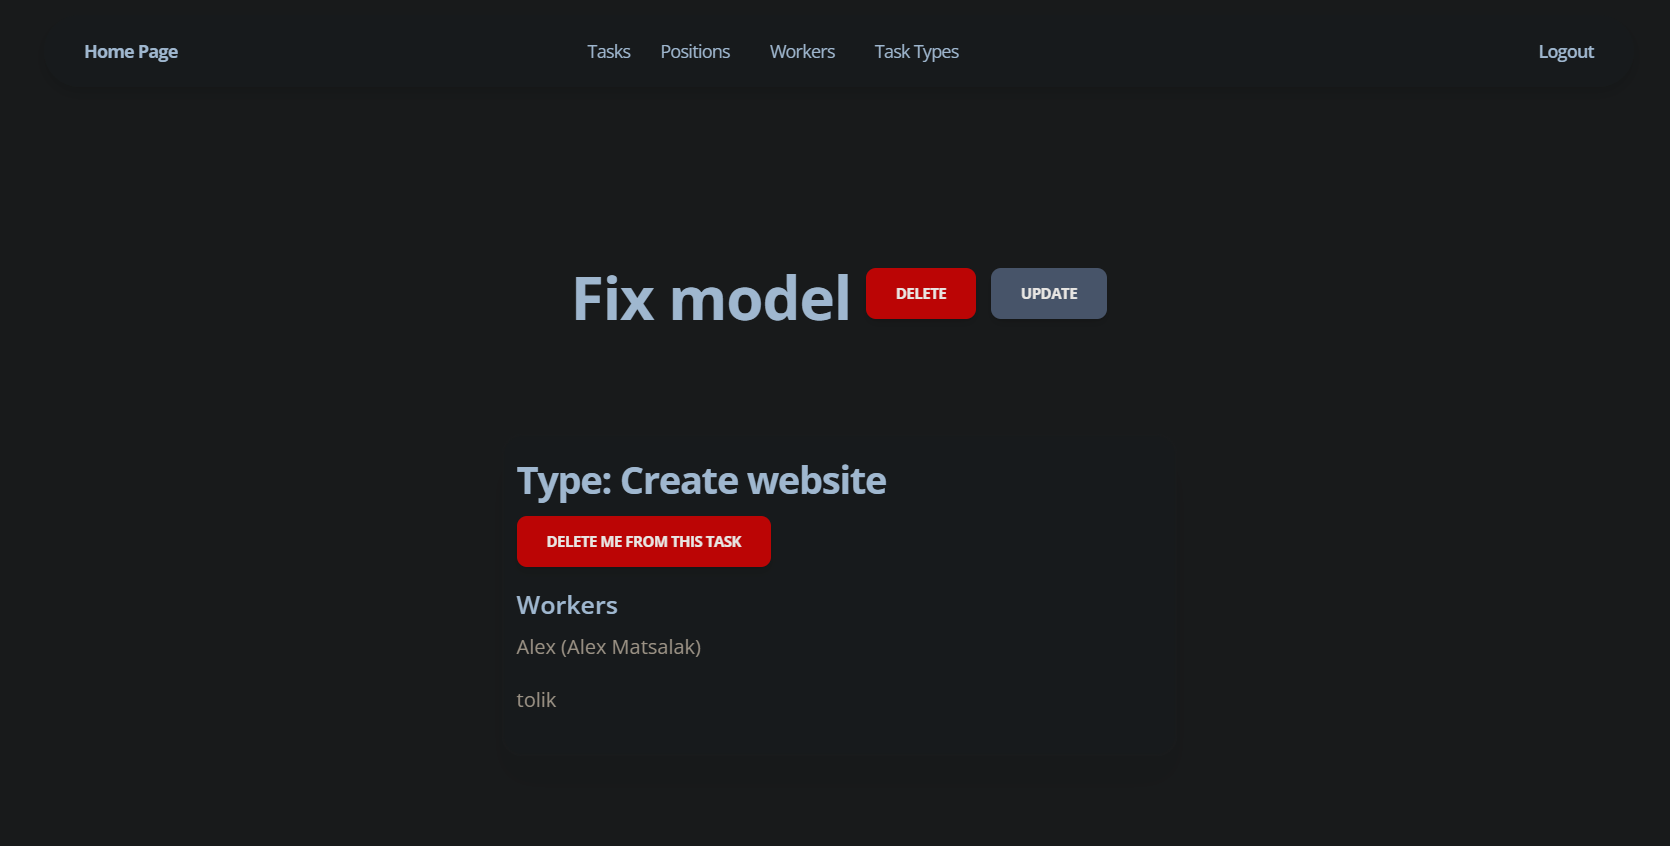 Home Page Tasks Positions Workers Task Types Logout
Fix model DELETE UPDATE
Type: Create website
DELETE ME FROM THIS TASK
Workers
Alex (Alex Matsalak)
tolik